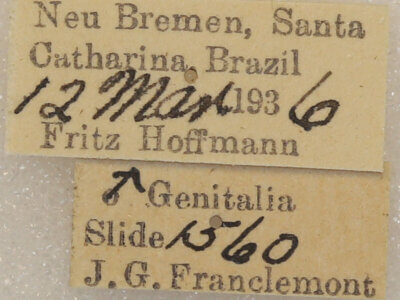 Neu Bremen, Santa
Catharina, Brazil
12 Mar 1936
Fritz Hoffmann
♂ Genitalia
Slide 1560
J. G. Franclemont